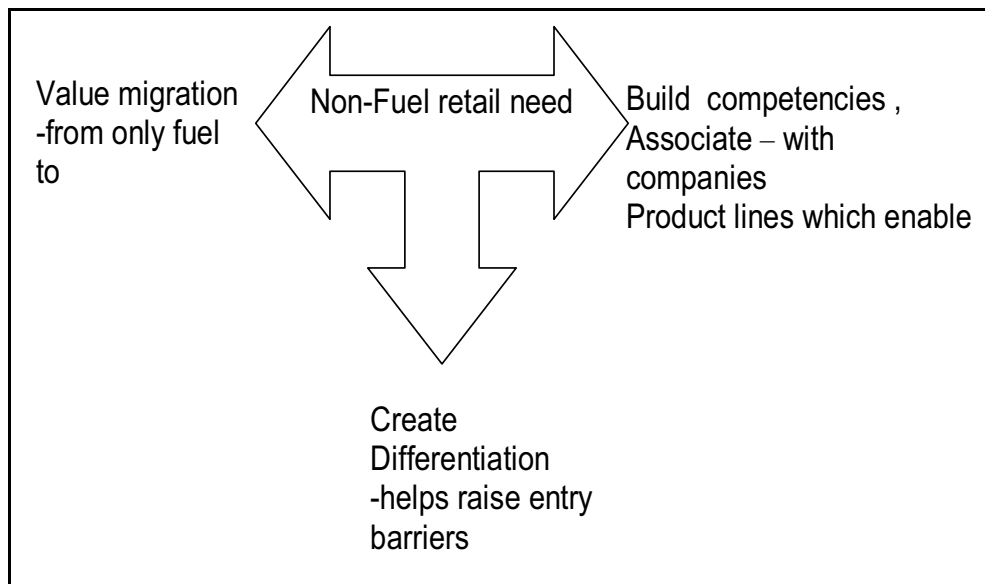 Value migration
-from only fuel
to
Non-Fuel retail need
Build competencies ,
Associate – with
companies
Product lines which enable
Create
Differentiation
-helps raise entry
barriers